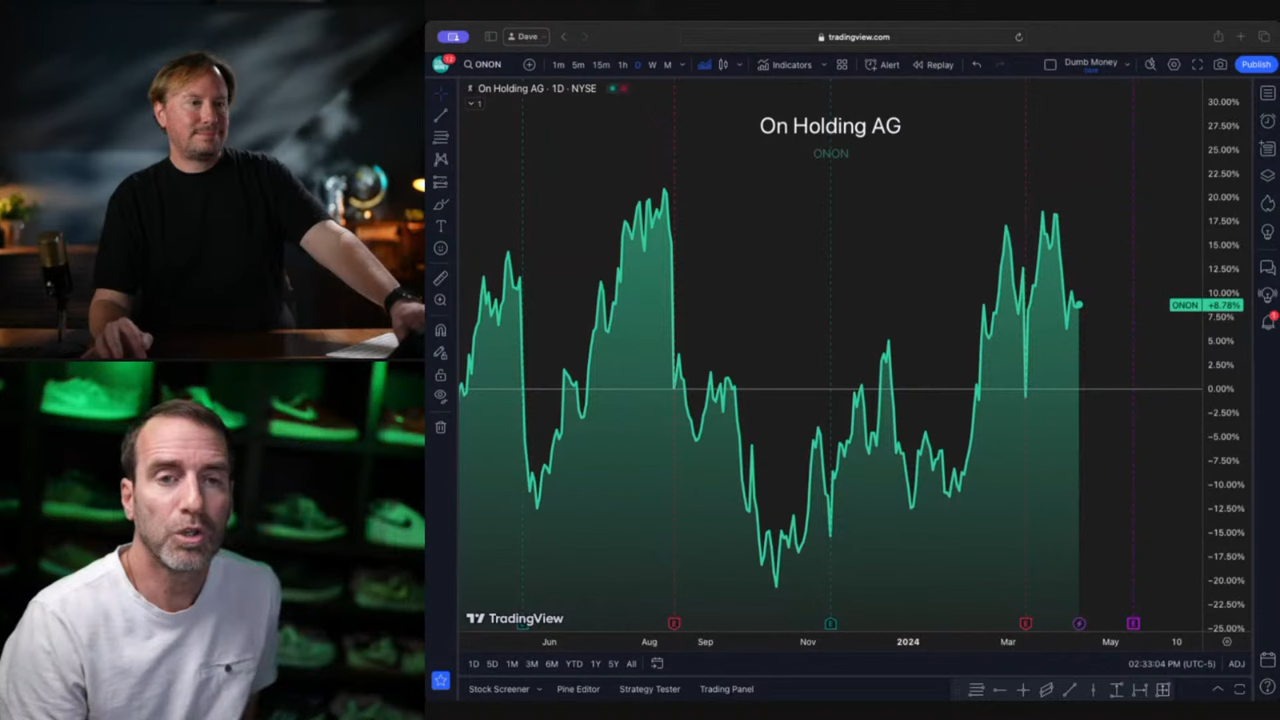 Dave
tradingview.com
12
ONON
1m 5m 15m 1h D W M
Indicators
Alert
Replay
Dumb Money
Save
Publish
On Holding AG · 1D · NYSE
1
On Holding AG
ONON
30.00%
27.50%
25.00%
22.50%
20.00%
17.50%
15.00%
12.50%
10.00%
ONON +8.78%
7.50%
5.00%
2.50%
0.00%
−2.50%
−5.00%
−7.50%
−10.00%
−12.50%
−15.00%
−17.50%
−20.00%
−22.50%
−25.00%
TradingView
E E E E
Jun Aug Sep Nov 2024 Mar May 10
1D 5D 1M 3M 6M YTD 1Y 5Y All
02:33:04 PM (UTC-5) ADJ
Stock Screener Pine Editor Strategy Tester Trading Panel